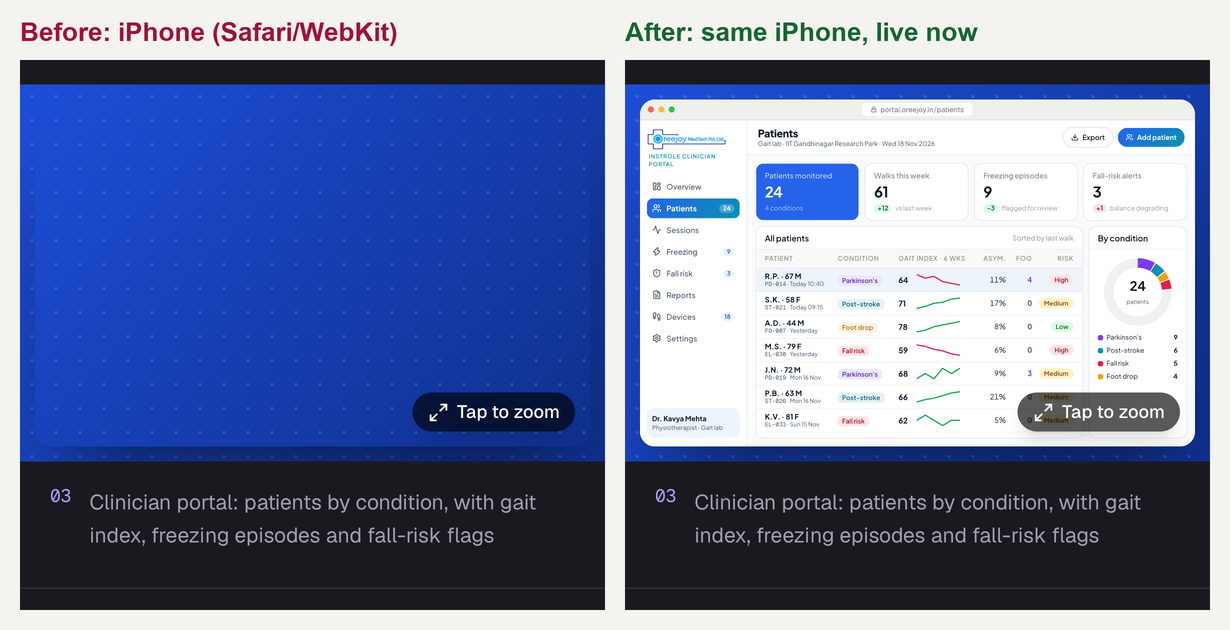 Before: iPhone (Safari/WebKit)
Tap to zoom
03
Clinician portal: patients by condition, with gait
index, freezing episodes and fall-risk flags
After: same iPhone, live now
portal.oreejoy.in/patients
reejoy MedTech Pvt.Ltd.
INSTROLE CLINICIAN
PORTAL
Overview
Patients 24
Sessions
Freezing 9
Fall risk 3
Reports
Devices 18
Settings
Dr. Kavya Mehta
Physiotherapist · Gait lab
Patients
Gait lab · IIT Gandhinagar Research Park · Wed 18 Nov 2026
Export
Add patient
Patients monitored
24
4 conditions
Walks this week
61
+12 vs last week
Freezing episodes
9
−3 flagged for review
Fall-risk alerts
3
+1 balance degrading
All patients
Sorted by last walk
PATIENT CONDITION GAIT INDEX · 6 WKS ASYM. FOG RISK
R.P. · 67 M Parkinson's 64 11% 4 High
PD-014 · Today 10:40
S.K. · 58 F Post-stroke 71 17% 0 Medium
ST-021 · Today 09:15
A.D. · 44 M Foot drop 78 8% 0 Low
FD-007 · Yesterday
M.S. · 79 F Fall risk 59 6% 0 High
EL-030 · Yesterday
J.N. · 72 M Parkinson's 68 9% 3 Medium
PD-019 · Mon 16 Nov
P.B. · 63 M Post-stroke 66 21% 0 Medium
ST-026 · Mon 16 Nov
K.V. · 81 F Fall risk 62 5% 0
EL-033 · Sun 15 Nov
By condition
24
patients
Parkinson's 9
Post-stroke 6
Fall risk 5
Foot drop 4
Tap to zoom
03
Clinician portal: patients by condition, with gait
index, freezing episodes and fall-risk flags